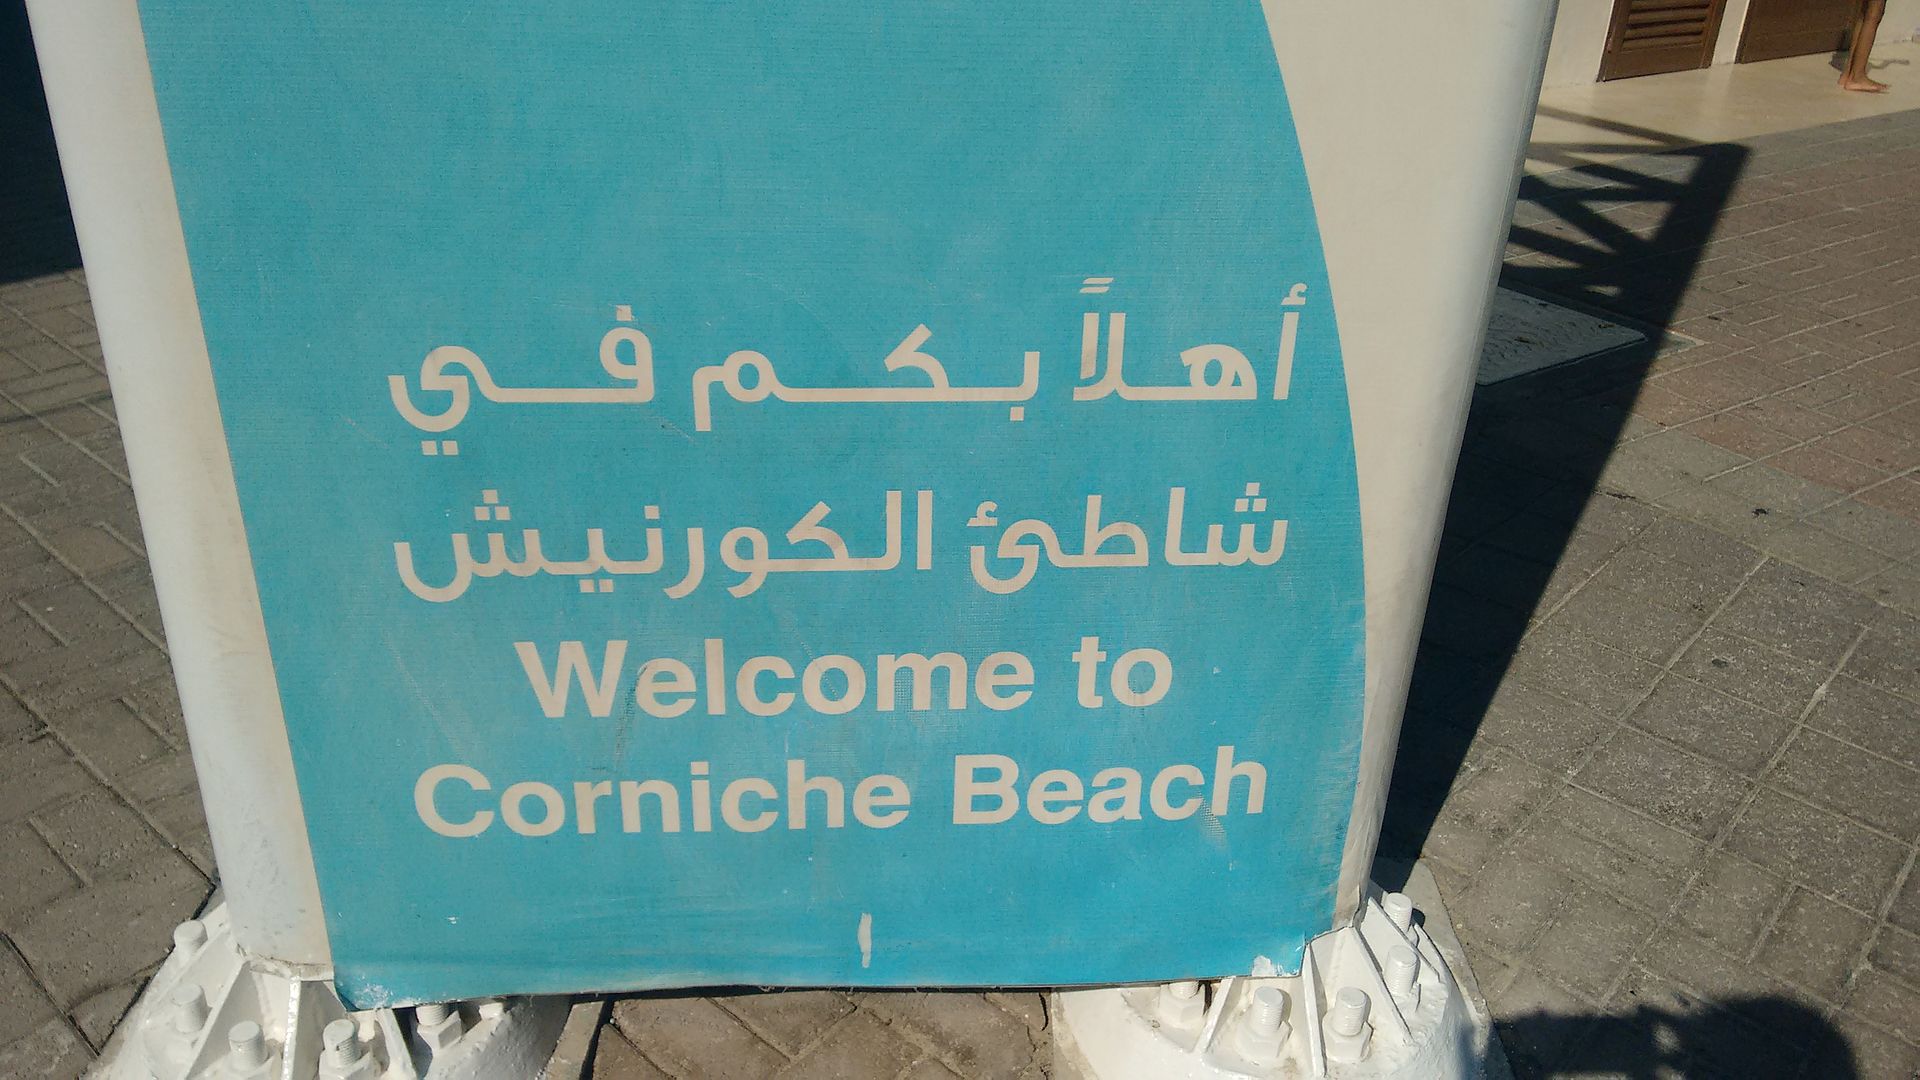 أهلاً بكم في
شاطئ الكورنيش
Welcome to
Corniche Beach